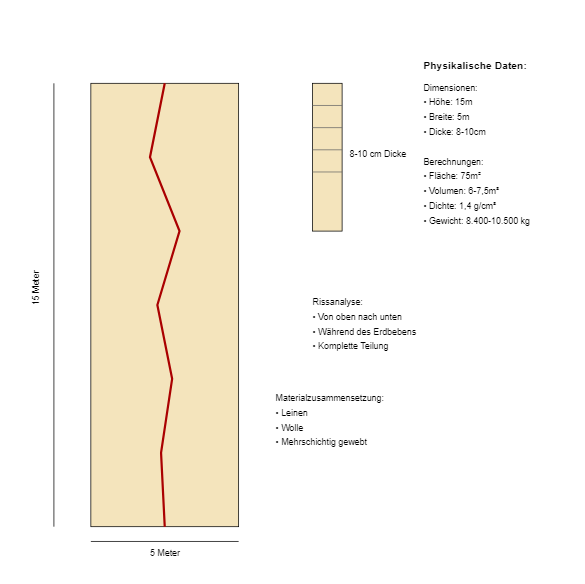 Physikalische Daten:
Dimensionen:
• Höhe: 15m
• Breite: 5m
• Dicke: 8-10cm
8-10 cm Dicke
Berechnungen:
• Fläche: 75m²
• Volumen: 6-7,5m³
• Dichte: 1,4 g/cm³
• Gewicht: 8.400-10.500 kg
15 Meter
Rissanalyse:
• Von oben nach unten
• Während des Erdbebens
• Komplette Teilung
Materialzusammensetzung:
• Leinen
• Wolle
• Mehrschichtig gewebt
5 Meter